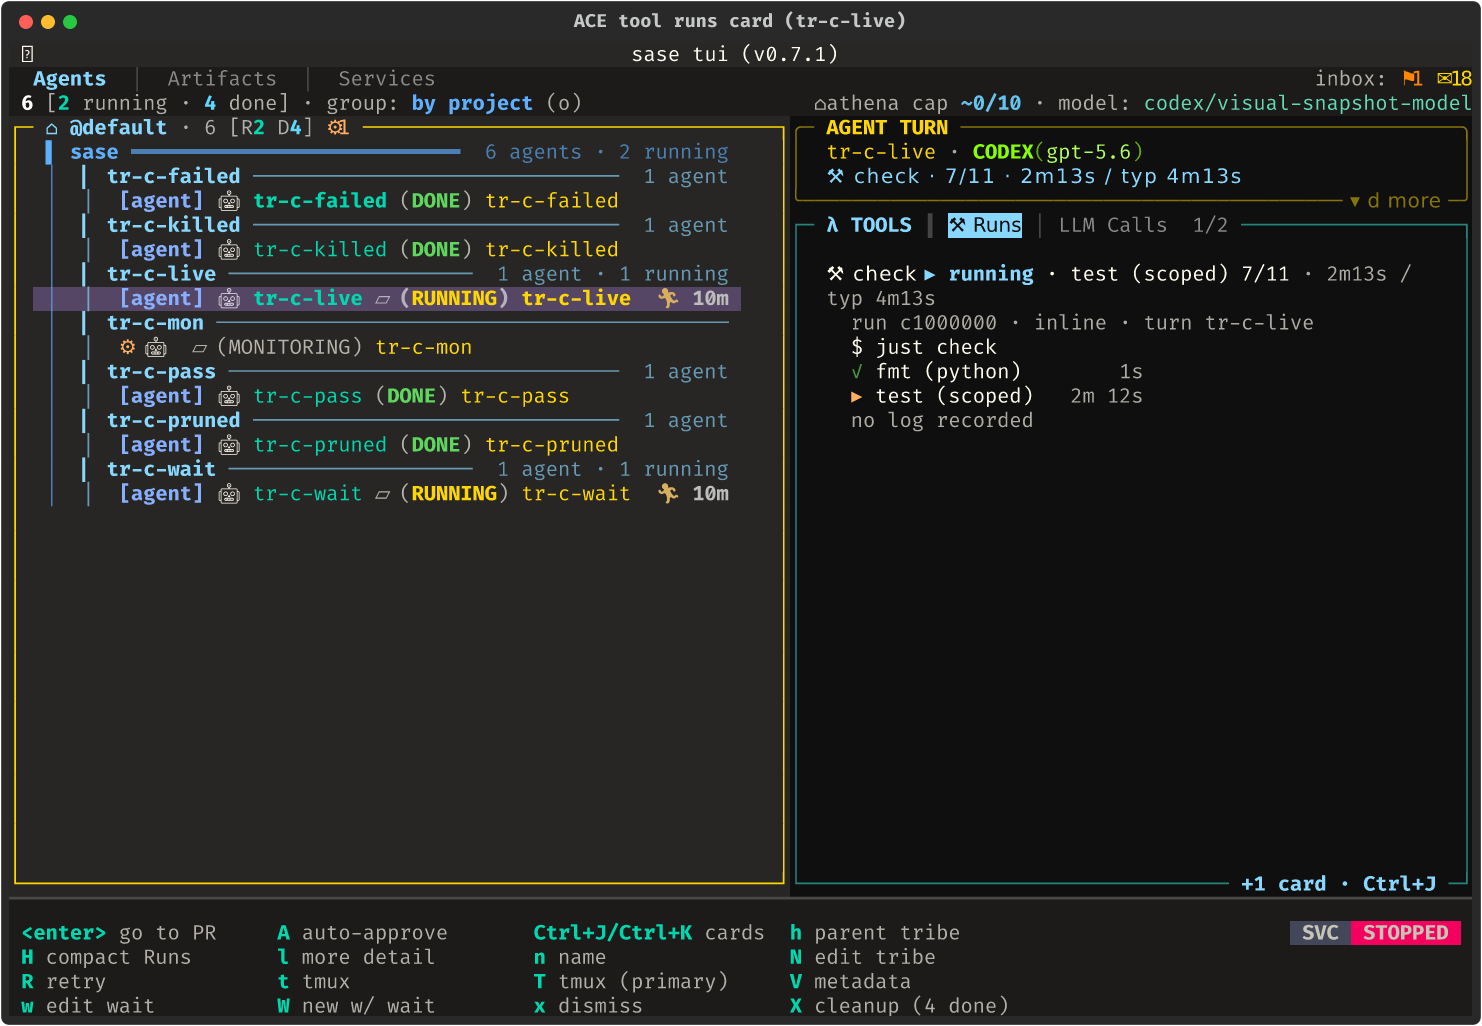 ACE tool runs card (tr-c-live)
sase tui (v0.7.1)
Agents │ Artifacts │ Services
inbox: ⚑1 ✉18
6 [2 running · 4 done] · group: by project (o)
⌂athena cap ~0/10 · model: codex/visual-snapshot-model
⌂ @default · 6 [R2 D4] ⚙1
sase 6 agents · 2 running
tr-c-failed 1 agent
[agent] 🤖 tr-c-failed (DONE) tr-c-failed
tr-c-killed 1 agent
[agent] 🤖 tr-c-killed (DONE) tr-c-killed
tr-c-live 1 agent · 1 running
[agent] 🤖 tr-c-live ▱ (RUNNING) tr-c-live 🏃 10m
tr-c-mon
⚙ 🤖 ▱ (MONITORING) tr-c-mon
tr-c-pass 1 agent
[agent] 🤖 tr-c-pass (DONE) tr-c-pass
tr-c-pruned 1 agent
[agent] 🤖 tr-c-pruned (DONE) tr-c-pruned
tr-c-wait 1 agent · 1 running
[agent] 🤖 tr-c-wait ▱ (RUNNING) tr-c-wait 🏃 10m
AGENT TURN
tr-c-live · CODEX(gpt-5.6)
⚒ check · 7/11 · 2m13s / typ 4m13s
▾ d more
λ TOOLS ┃ ⚒ Runs │ LLM Calls 1/2
⚒ check ▸ running · test (scoped) 7/11 · 2m13s /
typ 4m13s
run c1000000 · inline · turn tr-c-live
$ just check
√ fmt (python) 1s
▸ test (scoped) 2m 12s
no log recorded
+1 card · Ctrl+J
<enter> go to PR A auto-approve Ctrl+J/Ctrl+K cards h parent tribe SVC STOPPED
H compact Runs l more detail n name N edit tribe
R retry t tmux T tmux (primary) V metadata
w edit wait W new w/ wait x dismiss X cleanup (4 done)